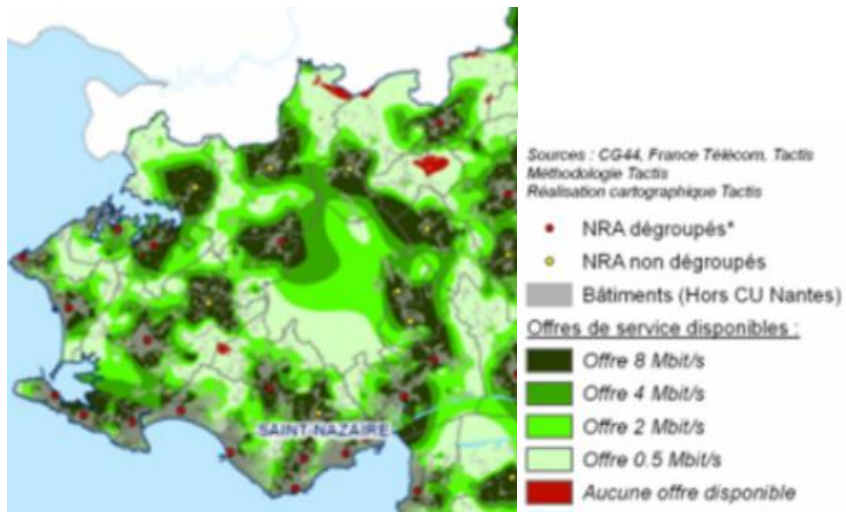 Sources : CG44, France Télécom, Tactis
Méthodologie Tactis
Réalisation cartographique Tactis
NRA dégroupés*
NRA non dégroupés
Bâtiments (Hors CU Nantes)
Offres de service disponibles :
Offre 8 Mbit/s
Offre 4 Mbit/s
Offre 2 Mbit/s
Offre 0.5 Mbit/s
Aucune offre disponible
SAINT-NAZAIRE